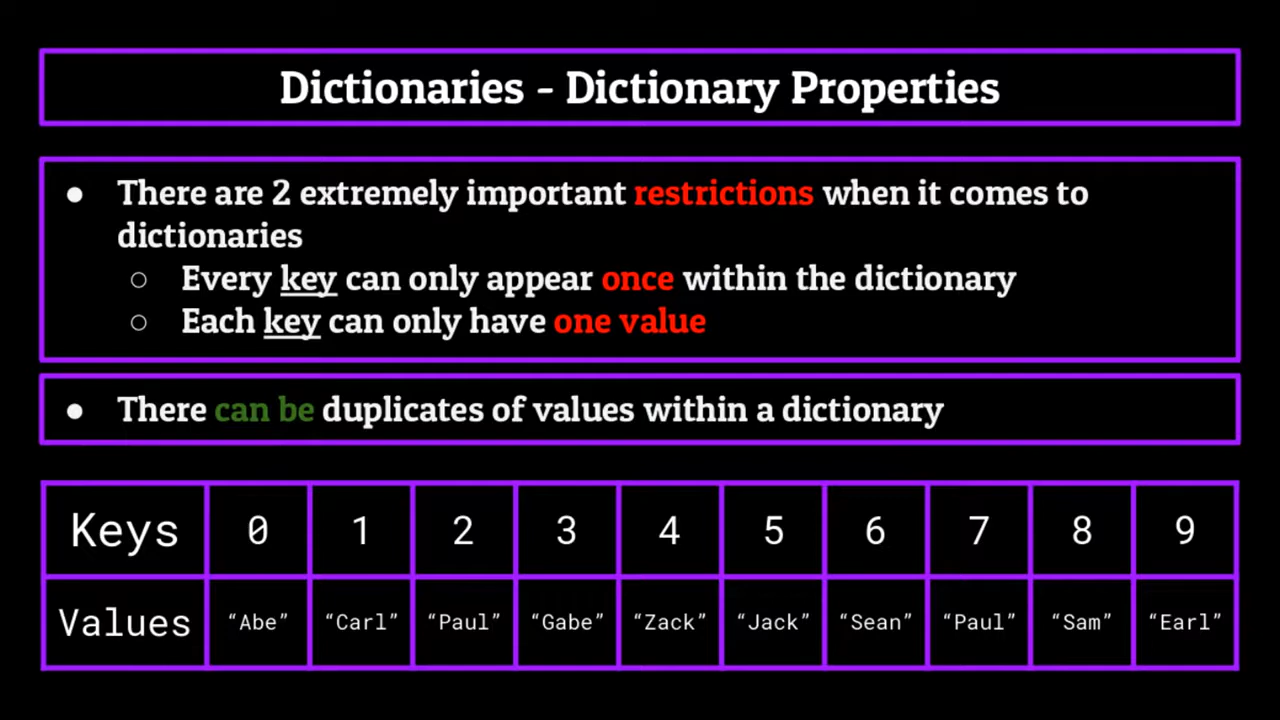 Dictionaries - Dictionary Properties
● There are 2 extremely important restrictions when it comes to
dictionaries
○ Every key can only appear once within the dictionary
○ Each key can only have one value
● There can be duplicates of values within a dictionary
Keys 0 1 2 3 4 5 6 7 8 9
Values “Abe” “Carl” “Paul” “Gabe” “Zack” “Jack” “Sean” “Paul” “Sam” “Earl”